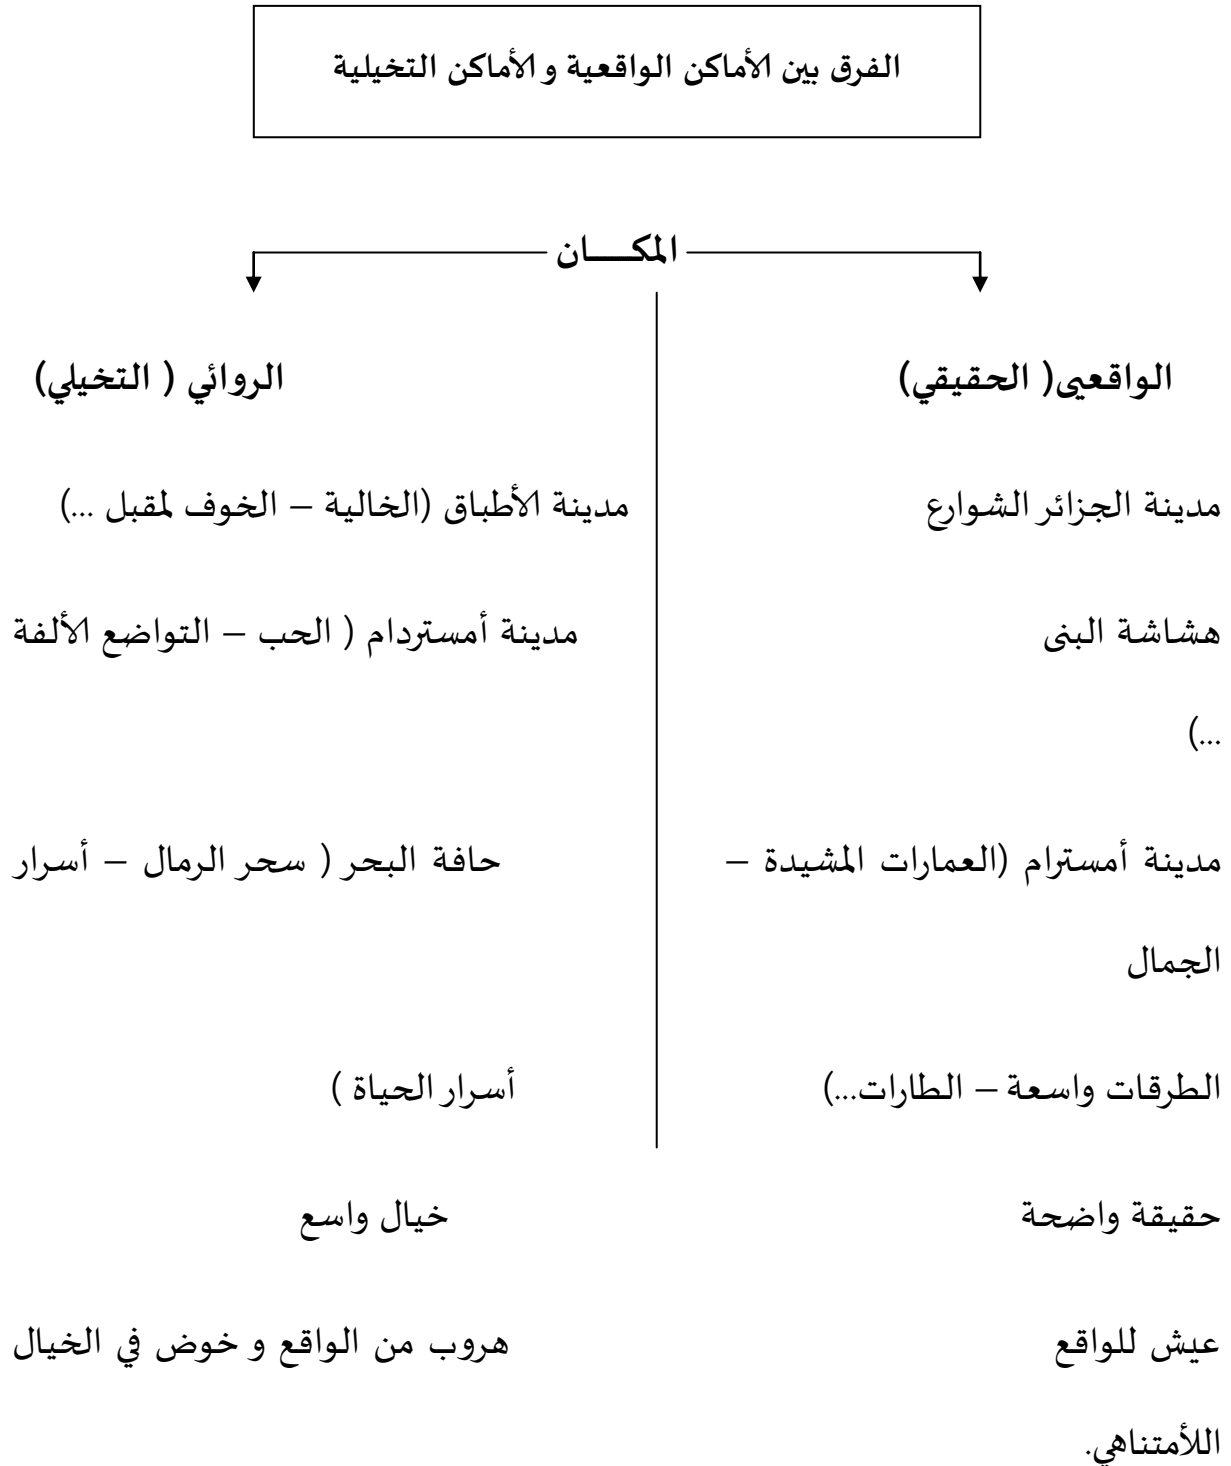 الفرق بين الأماكن الواقعية و الأماكن التخيلية
المكــــان
الواقعي( الحقيقي) الروائي ( التخيلي)
مدينة الجزائر الشوارع مدينة الأطباق (الخالية – الخوف لمقبل ...)
هشاشة البنى مدينة أمستردام ( الحب – التواضع الألفة
...)
مدينة أمسترام (العمارات المشيدة – حافة البحر ( سحر الرمال – أسرار
الجمال
الطرقات واسعة – الطارات...) أسرار الحياة )
حقيقة واضحة خيال واسع
عيش للواقع هروب من الواقع و خوض في الخيال
اللأمتناهي.